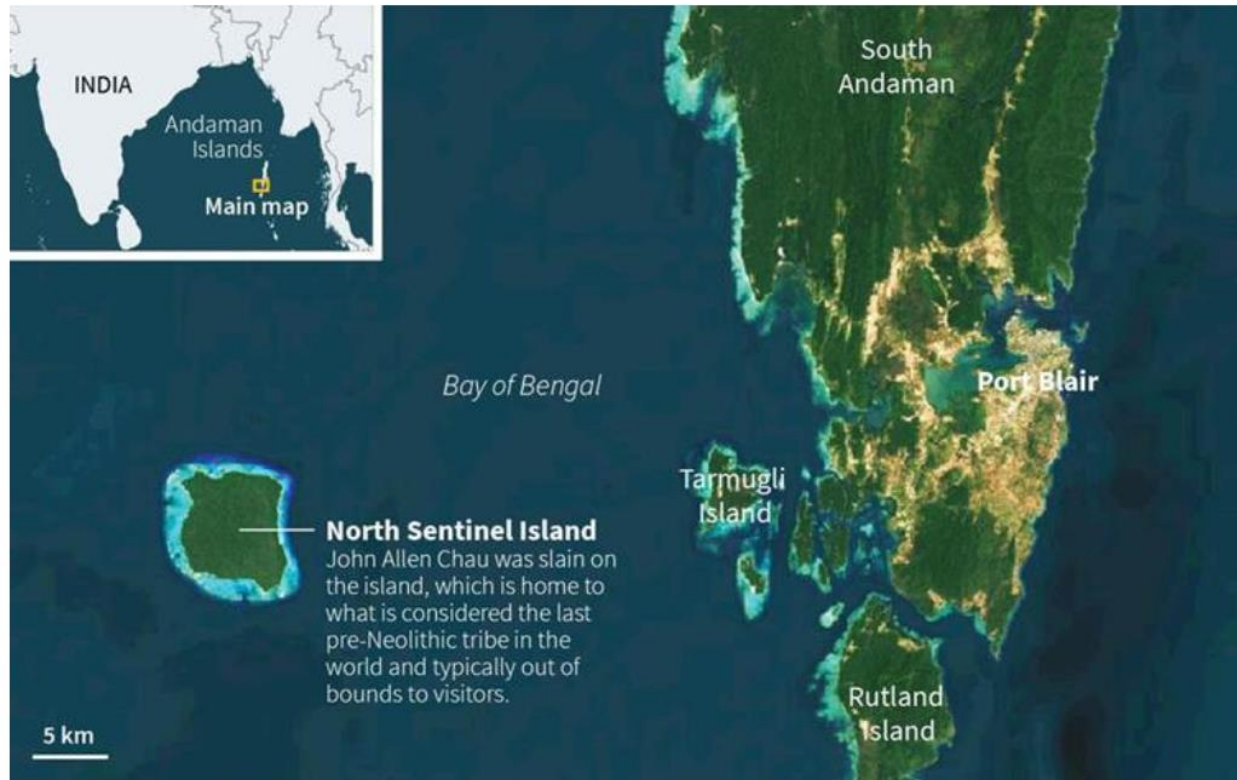 INDIA
Andaman
Islands
Main map
South
Andaman
Bay of Bengal
Port Blair
Tarmugli
Island
North Sentinel Island
John Allen Chau was slain on
the island, which is home to
what is considered the last
pre-Neolithic tribe in the
world and typically out of
bounds to visitors.
Rutland
Island
5 km